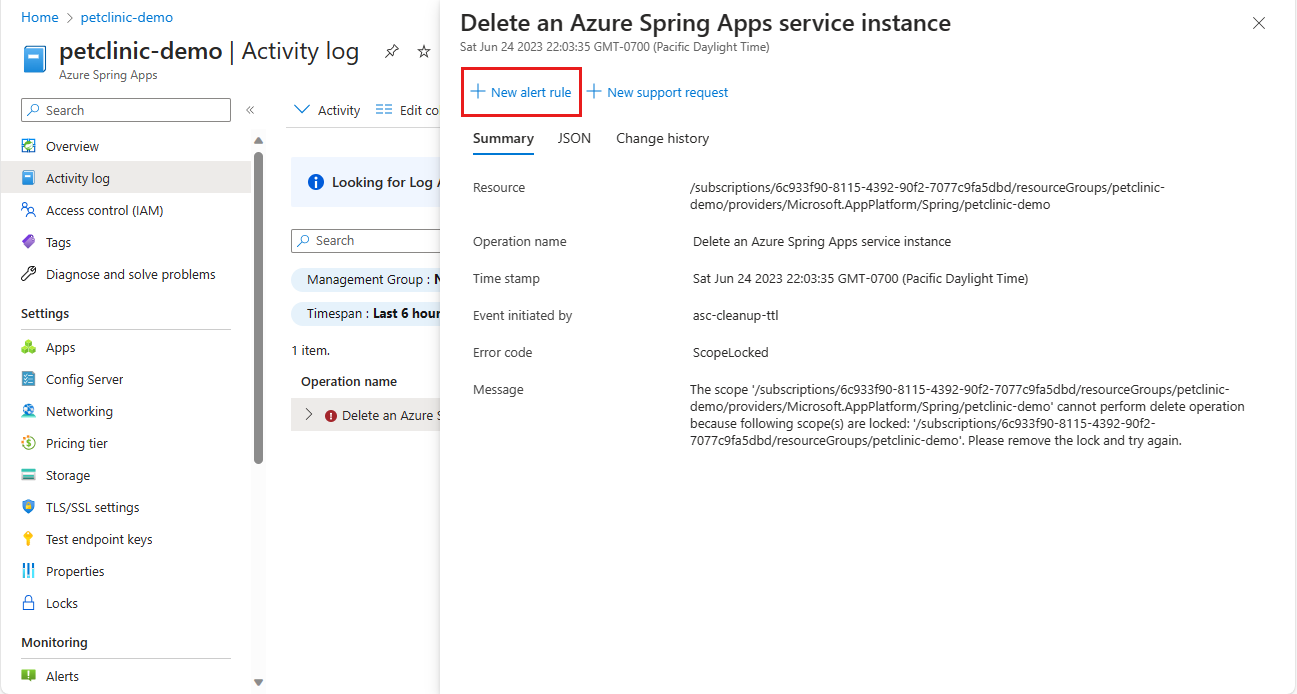 Home > petclinic-demo
petclinic-demo | Activity log
Azure Spring Apps
Search
«
Overview
Activity log
Access control (IAM)
Tags
Diagnose and solve problems
Settings
Apps
Config Server
Networking
Pricing tier
Storage
TLS/SSL settings
Test endpoint keys
Properties
Locks
Monitoring
Alerts
Activity
Edit co
Looking for Log A
Search
Management Group : N
Timespan : Last 6 hour
1 item.
Operation name
Delete an Azure S
Delete an Azure Spring Apps service instance
Sat Jun 24 2023 22:03:35 GMT-0700 (Pacific Daylight Time)
New alert rule
New support request
Summary JSON Change history
Resource
/subscriptions/6c933f90-8115-4392-90f2-7077c9fa5dbd/resourceGroups/petclinic-
demo/providers/Microsoft.AppPlatform/Spring/petclinic-demo
Operation name Delete an Azure Spring Apps service instance
Time stamp Sat Jun 24 2023 22:03:35 GMT-0700 (Pacific Daylight Time)
Event initiated by asc-cleanup-ttl
Error code ScopeLocked
Message
The scope '/subscriptions/6c933f90-8115-4392-90f2-7077c9fa5dbd/resourceGroups/petclinic-
demo/providers/Microsoft.AppPlatform/Spring/petclinic-demo' cannot perform delete operation
because following scope(s) are locked: '/subscriptions/6c933f90-8115-4392-90f2-
7077c9fa5dbd/resourceGroups/petclinic-demo'. Please remove the lock and try again.